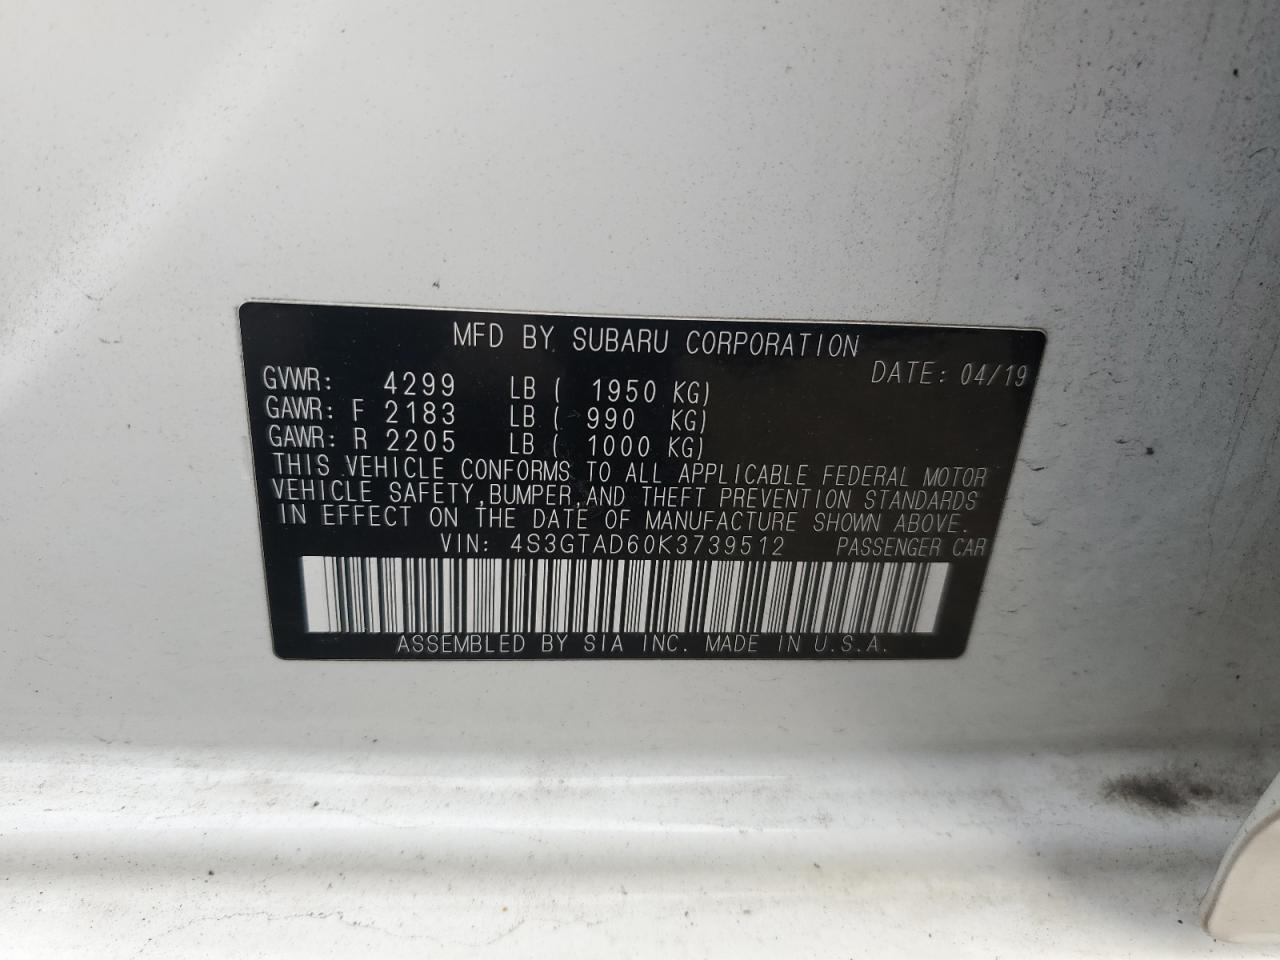 MFD BY SUBARU CORPORATION
DATE: 04/19
GVWR: 4299 LB ( 1950 KG)
GAWR: F 2183 LB ( 990 KG)
GAWR: R 2205 LB ( 1000 KG)
THIS VEHICLE CONFORMS TO ALL APPLICABLE FEDERAL MOTOR
VEHICLE SAFETY,BUMPER,AND THEFT PREVENTION STANDARDS
IN EFFECT ON THE DATE OF MANUFACTURE SHOWN ABOVE.
VIN: 4S3GTAD60K3739512 PASSENGER CAR
ASSEMBLED BY SIA INC. MADE IN U.S.A.